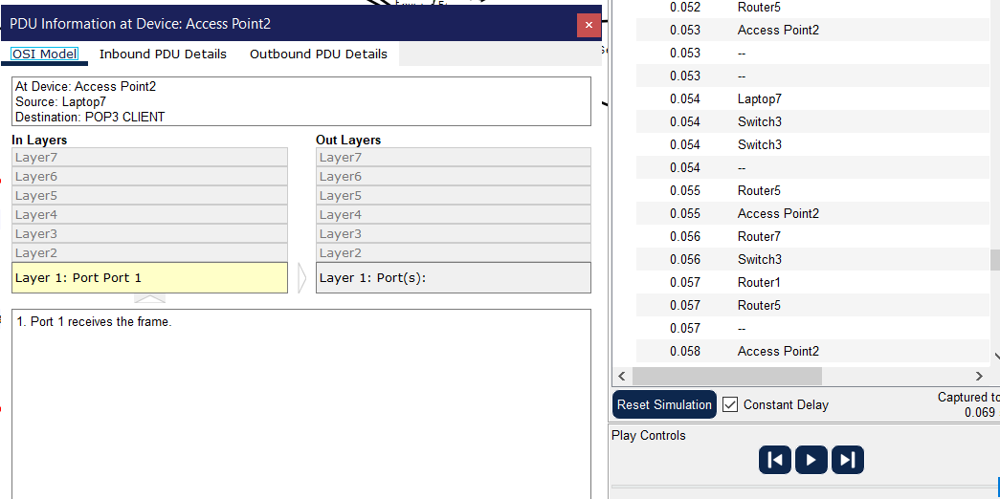 PDU Information at Device: Access Point2
OSI Model Inbound PDU Details Outbound PDU Details
At Device: Access Point2
Source: Laptop7
Destination: POP3 CLIENT
In Layers
Layer7
Layer6
Layer5
Layer4
Layer3
Layer2
Layer 1: Port Port 1
Out Layers
Layer7
Layer6
Layer5
Layer4
Layer3
Layer2
Layer 1: Port(s):
1. Port 1 receives the frame.
0.052 Router5
0.053 Access Point2
0.053 --
0.053 --
0.054 Laptop7
0.054 Switch3
0.054 Switch3
0.054 --
0.055 Router5
0.055 Access Point2
0.056 Router7
0.056 Switch3
0.057 Router1
0.057 Router5
0.057 --
0.058 Access Point2
Reset Simulation Constant Delay
Captured to
0.069
Play Controls